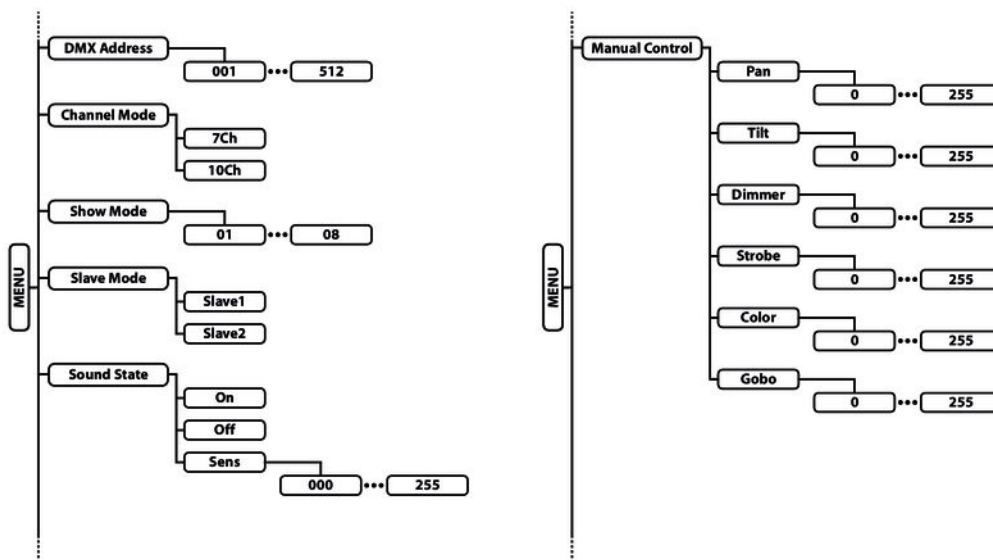 DMX Address
001 ••• 512
Channel Mode
7Ch
10Ch
Show Mode
01 ••• 08
MENU
Slave Mode
Slave1
Slave2
Sound State
On
Off
Sens
000 ••• 255
MENU
Manual Control
Pan
0 ••• 255
Tilt
0 ••• 255
Dimmer
0 ••• 255
Strobe
0 ••• 255
Color
0 ••• 255
Gobo
0 ••• 255